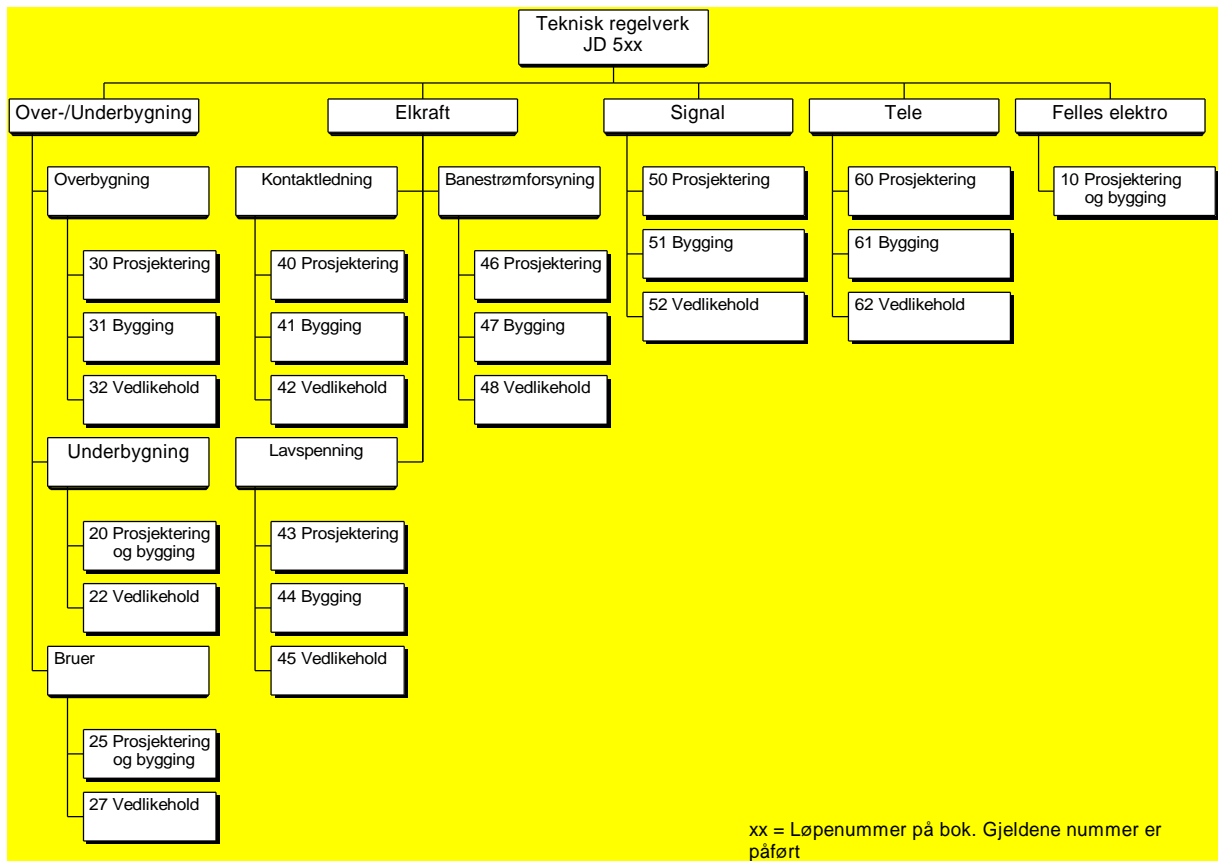 Teknisk regelverk
JD 5xx
Over-/Underbygning
Elkraft
Signal
Tele
Felles elektro
Overbygning
30 Prosjektering
31 Bygging
32 Vedlikehold
Underbygning
20 Prosjektering
og bygging
22 Vedlikehold
Bruer
25 Prosjektering
og bygging
27 Vedlikehold
Kontaktledning
40 Prosjektering
41 Bygging
42 Vedlikehold
Lavspenning
43 Prosjektering
44 Bygging
45 Vedlikehold
Banestrømforsyning
46 Prosjektering
47 Bygging
48 Vedlikehold
50 Prosjektering
51 Bygging
52 Vedlikehold
60 Prosjektering
61 Bygging
62 Vedlikehold
10 Prosjektering
og bygging
xx = Løpenummer på bok. Gjeldene nummer er
påført